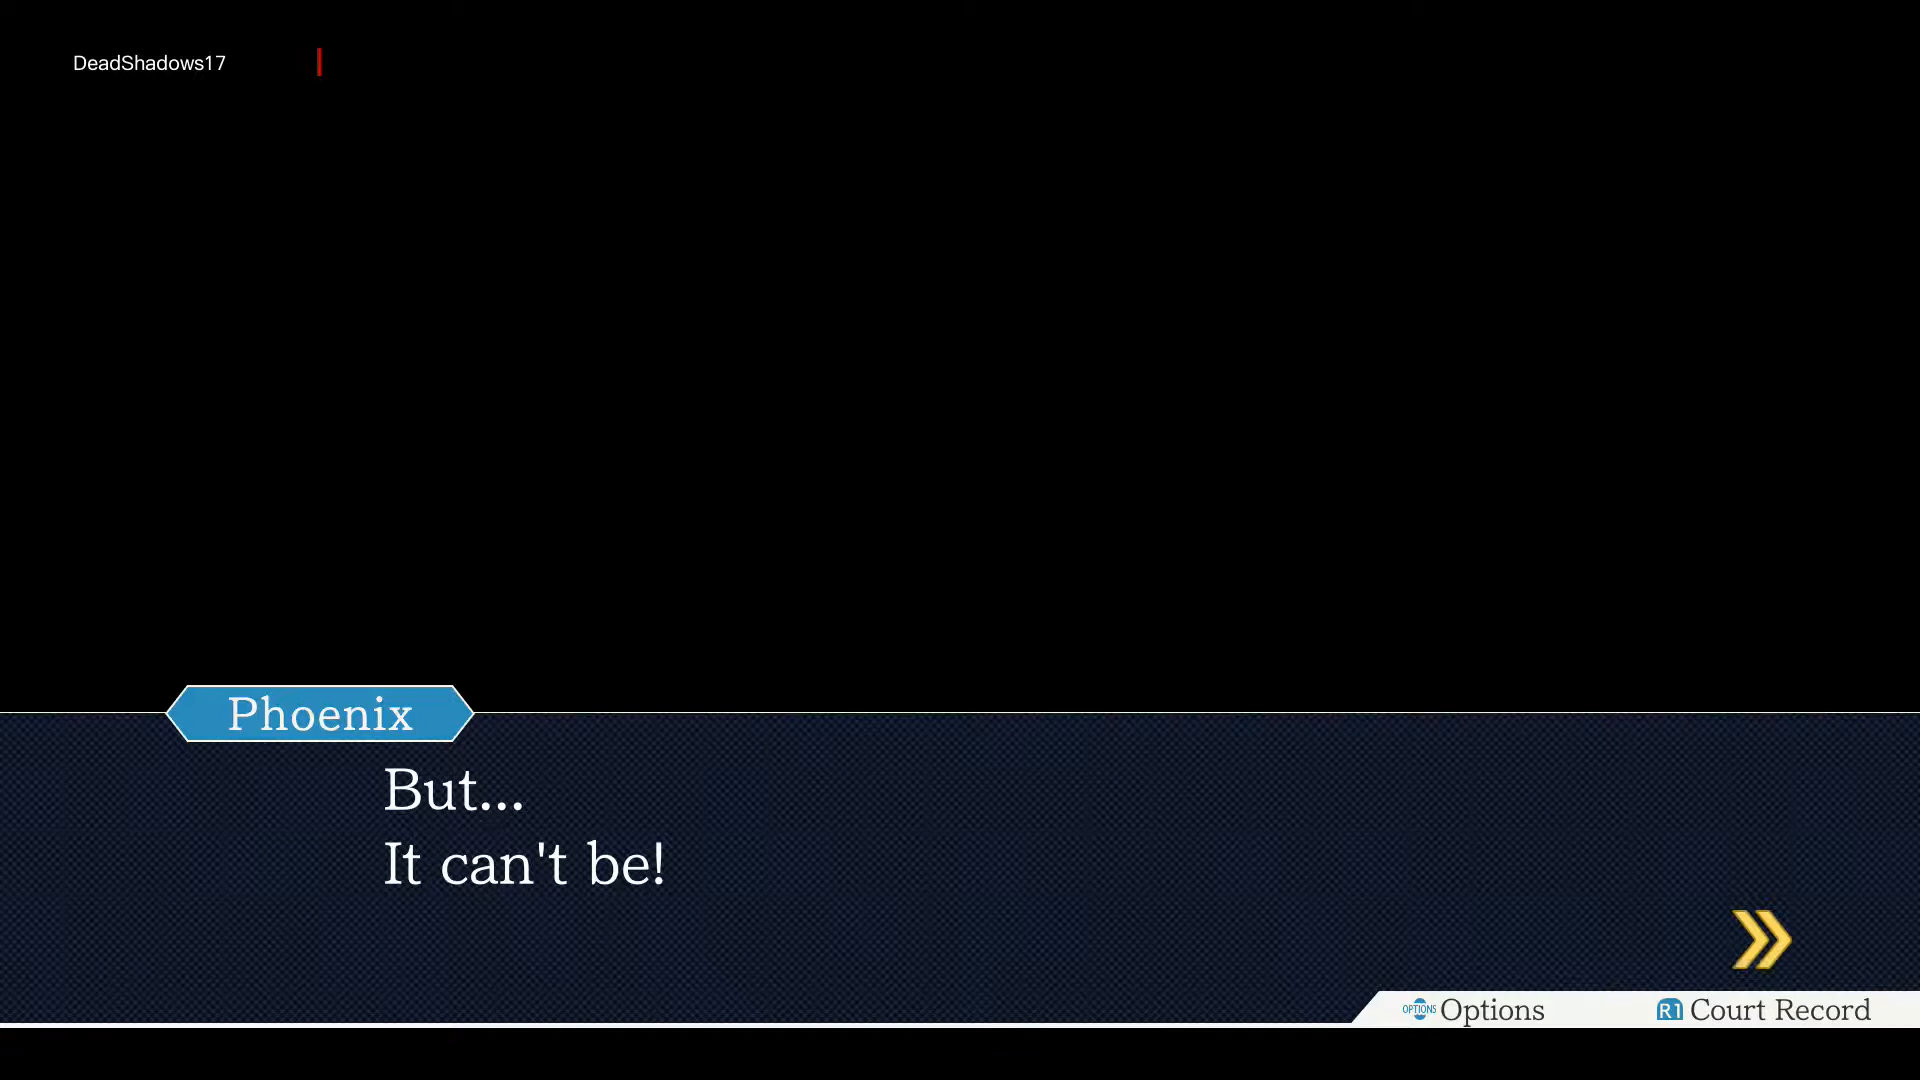 DeadShadows17
Phoenix
But...
It can't be!
OPTIONS Options
R1 Court Record